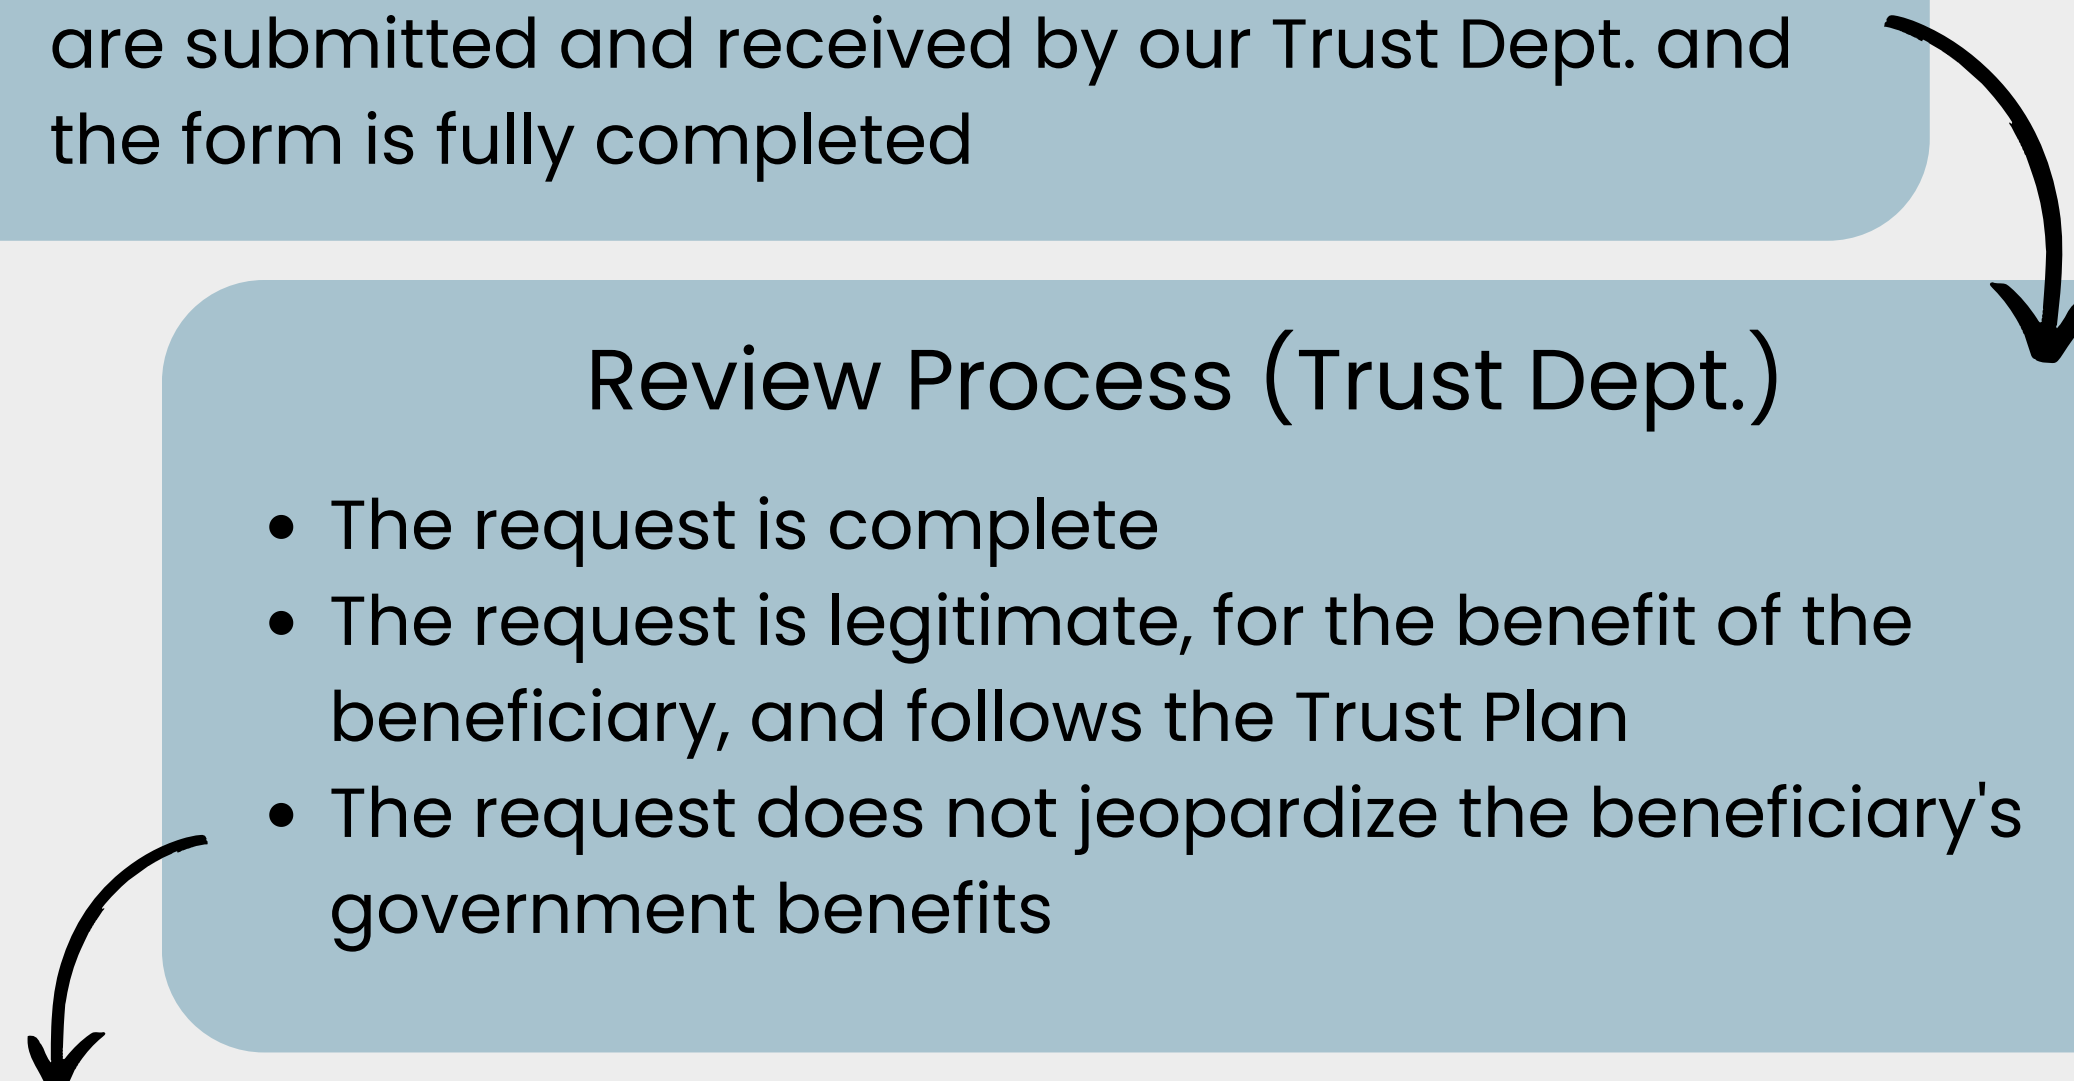 are submitted and received by our Trust Dept. and
the form is fully completed
Review Process (Trust Dept.)
• The request is complete
• The request is legitimate, for the benefit of the
beneficiary, and follows the Trust Plan
• The request does not jeopardize the beneficiary's
government benefits